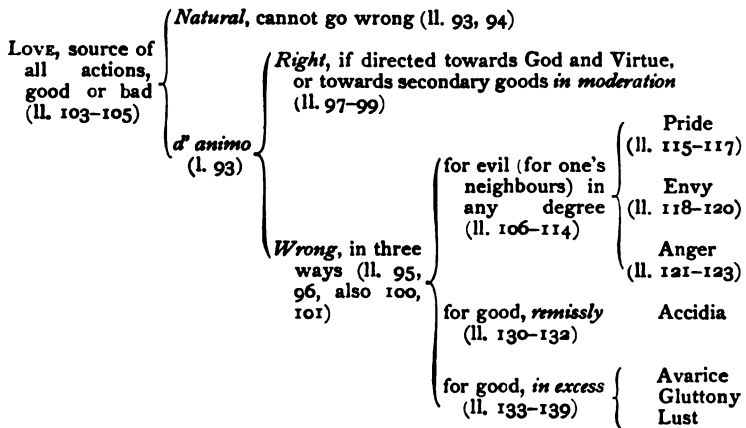 Natural, cannot go wrong (ll. 93, 94)
LOVE, source of
all actions,
good or bad
(ll. 103-105)
Right, if directed towards God and Virtue,
or towards secondary goods in moderation
(ll. 97-99)
d' animo
(l. 93)
Wrong, in three
ways (ll. 95,
96, also 100,
101)
for evil (for one's
neighbours) in
any degree
(ll. 106-114)
Pride
(ll. 115-117)
Envy
(ll. 118-120)
Anger
(ll. 121-123)
for good, remissly
(ll. 130-132)
Accidia
for good, in excess
(ll. 133-139)
Avarice
Gluttony
Lust